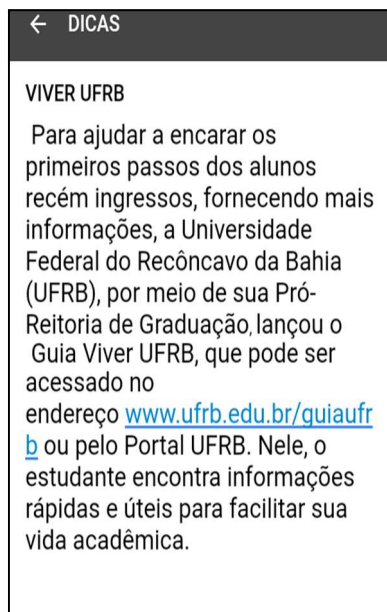 ← DICAS
VIVER UFRB
Para ajudar a encarar os
primeiros passos dos alunos
recém ingressos, fornecendo mais
informações, a Universidade
Federal do Recôncavo da Bahia
(UFRB), por meio de sua Pró-
Reitoria de Graduação, lançou o
Guia Viver UFRB, que pode ser
acessado no
endereço www.ufrb.edu.br/guiaufr
b ou pelo Portal UFRB. Nele, o
estudante encontra informações
rápidas e úteis para facilitar sua
vida acadêmica.